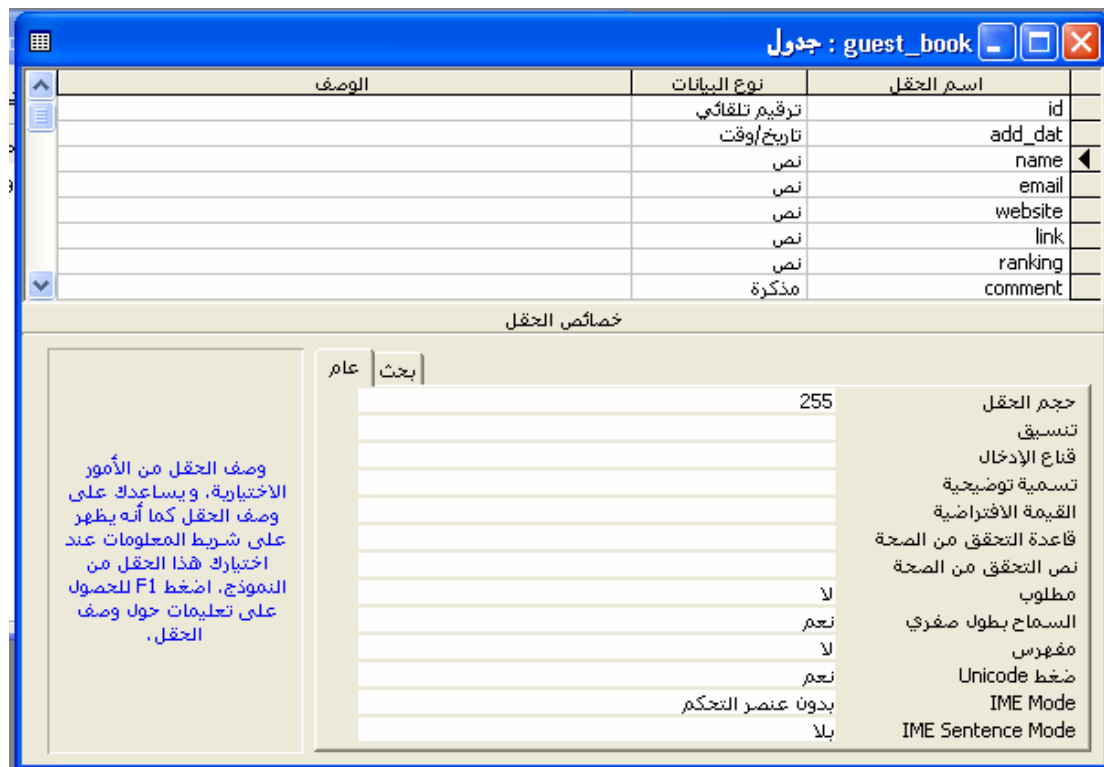 guest_book : جدول
اسم الحقل نوع البيانات الوصف
id ترقيم تلقائي
add_dat تاريخ/وقت
name نص
email نص
website نص
link نص
ranking نص
comment مذكرة
خصائص الحقل
عام بحث
حجم الحقل 255
تنسيق
قناع الإدخال
تسمية توضيحية
القيمة الافتراضية
قاعدة التحقق من الصحة
نص التحقق من الصحة
مطلوب لا
السماح بطول صفري نعم
مفهرس لا
ضغط Unicode نعم
IME Mode بدون عنصر التحكم
IME Sentence Mode بلا
وصف الحقل من الأمور
الاختيارية، ويساعدك على
وصف الحقل كما أنه يظهر
على شريط المعلومات عند
اختيارك هذا الحقل من
النموذج. اضغط F1 للحصول
على تعليمات حول وصف
الحقل.